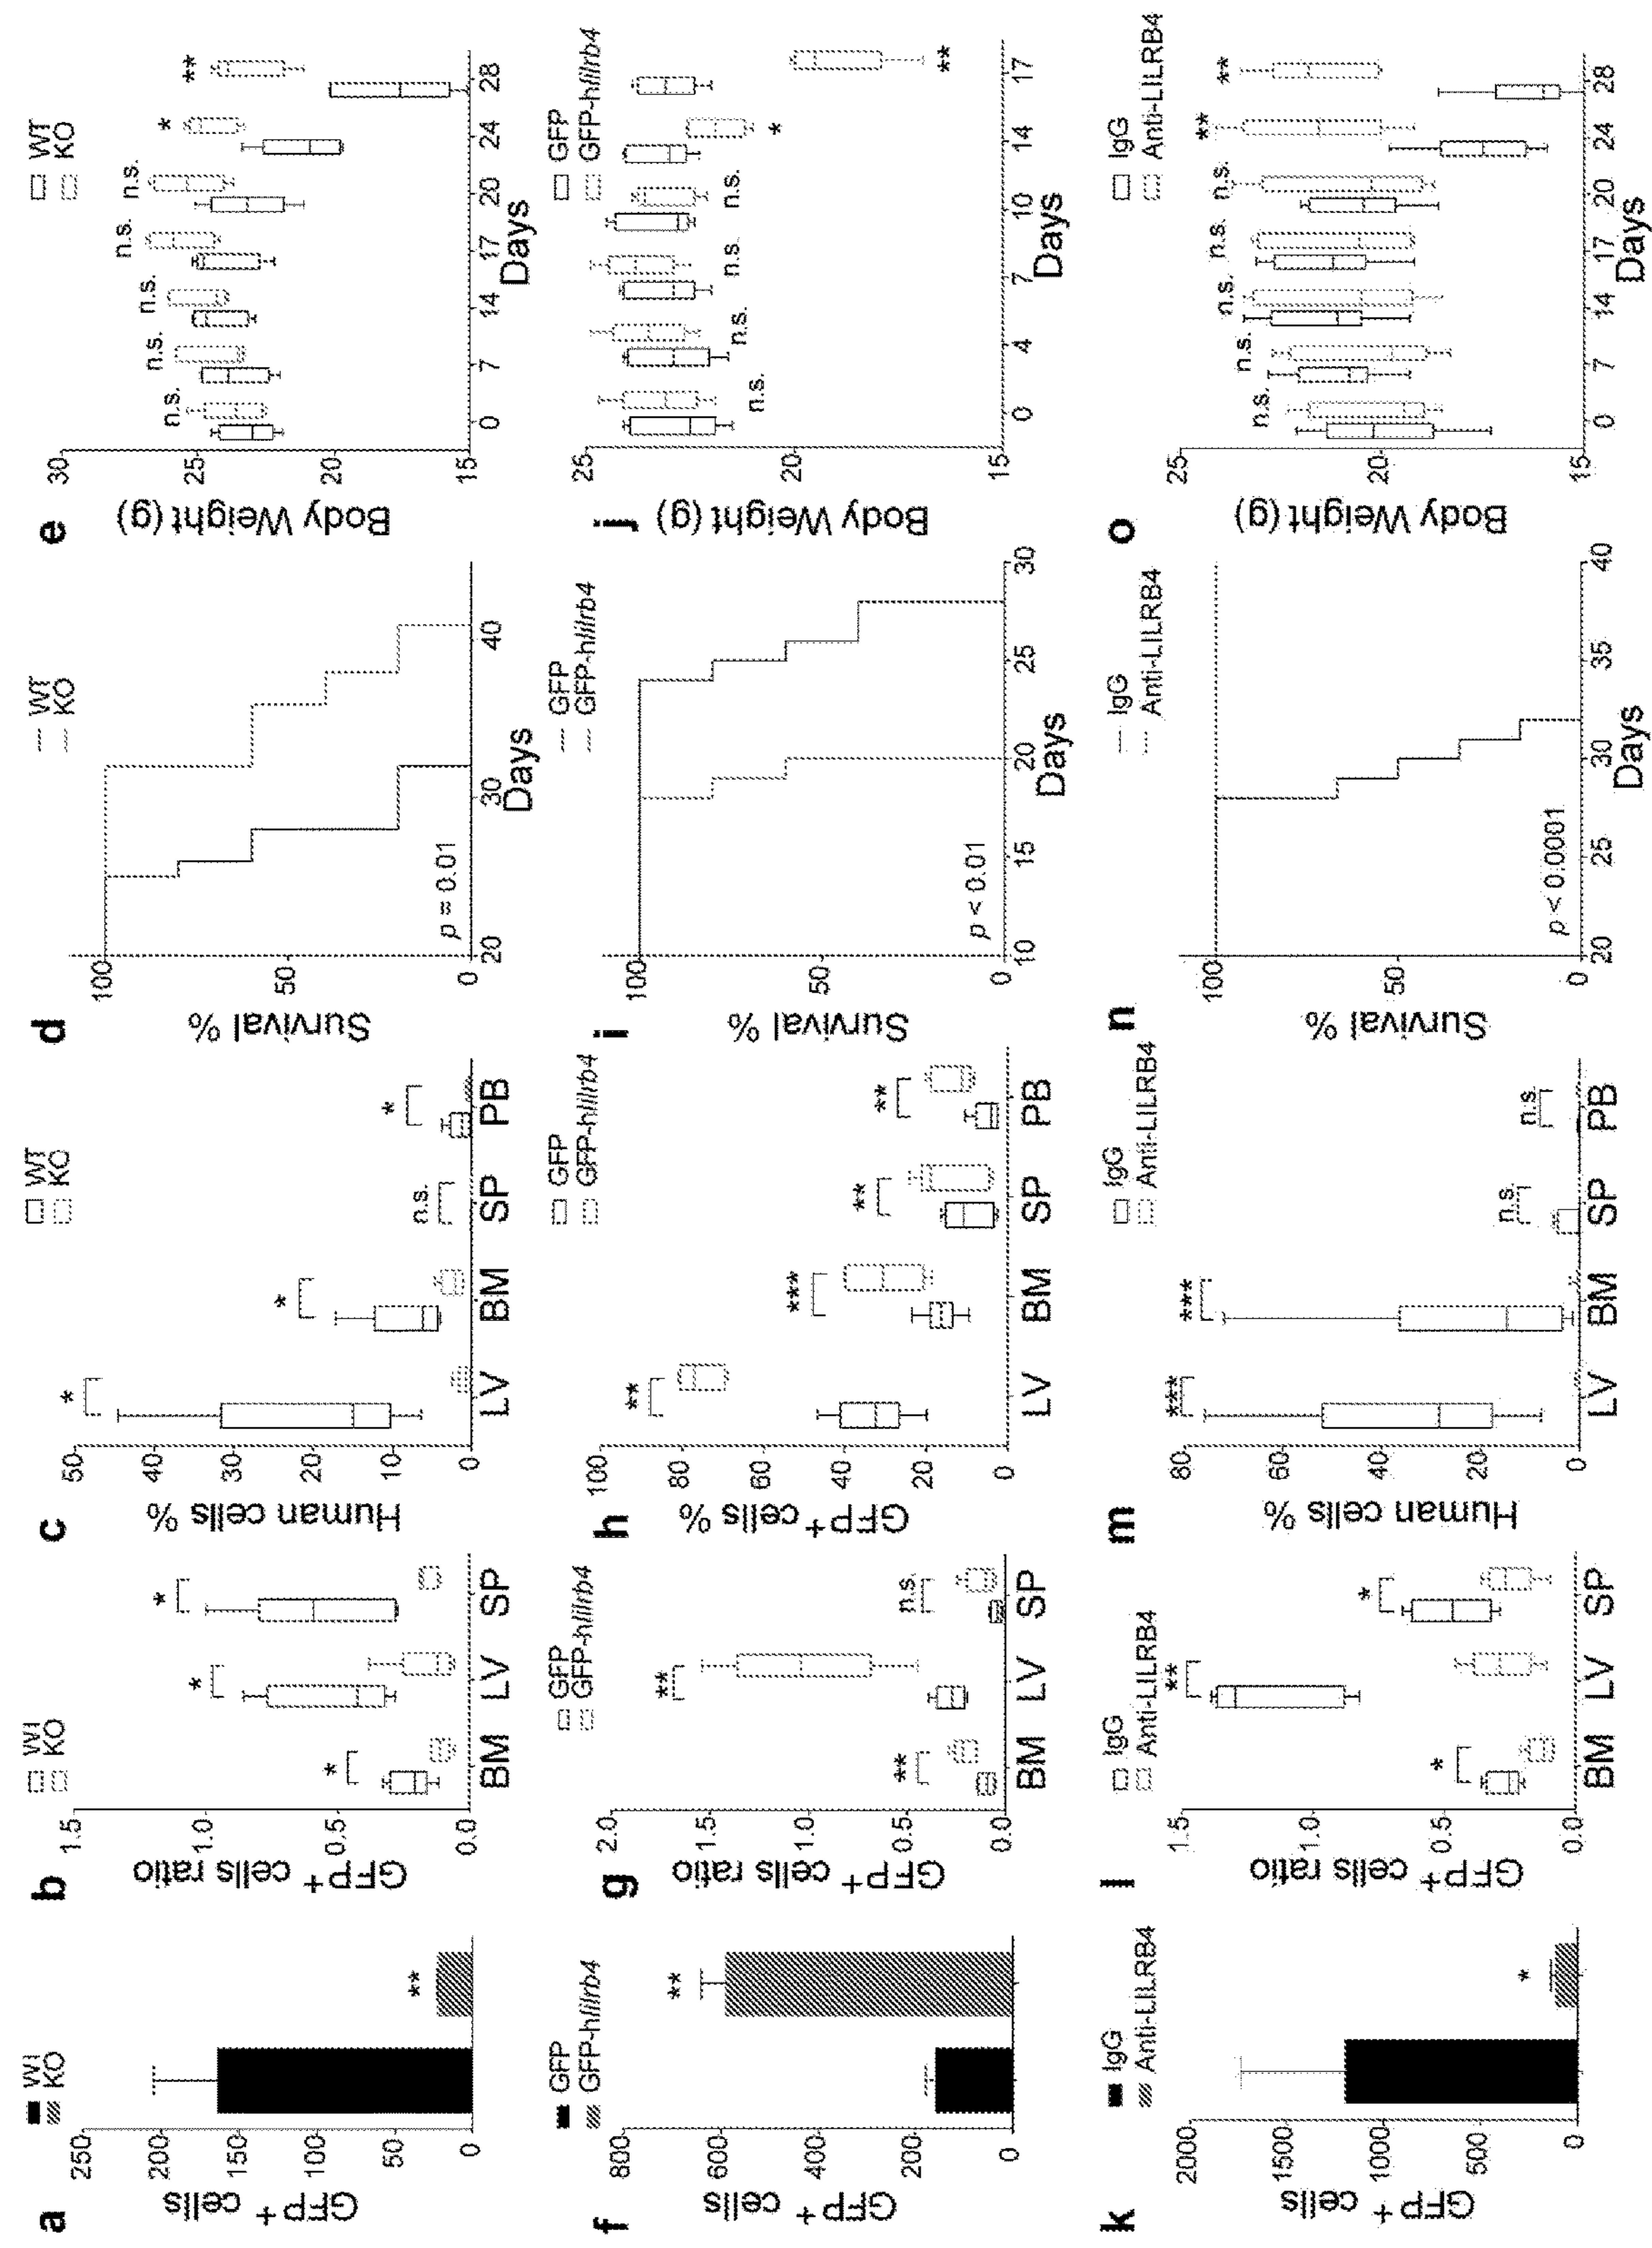 a
GFP⁺ cells
250
200
150
100
50
0
WT
KO
**
b
GFP⁺ cells ratio
1.5
1.0
0.5
0.0
WT
KO
*
*
*
BM LV SP
c
Human cells %
50
40
30
20
10
0
WT
KO
*
*
n.s.
*
LV BM SP PB
d
Survival %
100
50
0
WT
KO
p = 0.01
20 30 40
Days
e
Body Weight (g)
30
25
20
15
WT
KO
n.s. n.s. n.s. n.s. n.s. * **
0 7 14 17 20 24 28
Days
f
GFP⁺ cells
800
600
400
200
0
GFP
GFP-hlilrb4
**
g
GFP⁺ cells ratio
2.0
1.5
1.0
0.5
0.0
GFP
GFP-hlilrb4
** ** n.s.
BM LV SP
h
GFP⁺ cells %
100
80
60
40
20
0
GFP
GFP-hlilrb4
** *** ** **
LV BM SP PB
i
Survival %
100
50
0
GFP
GFP-hlilrb4
p < 0.01
10 15 20 25 30
Days
j
Body Weight (g)
25
20
15
GFP
GFP-hlilrb4
n.s. n.s. n.s. n.s. * **
0 4 7 10 14 17
Days
k
GFP⁺ cells
2000
1500
1000
500
0
IgG
Anti-LILRB4
*
l
GFP⁺ cells ratio
1.5
1.0
0.5
0.0
IgG
Anti-LILRB4
* ** *
BM LV SP
m
Human cells %
80
60
40
20
0
IgG
Anti-LILRB4
*** *** n.s. n.s.
LV BM SP PB
n
Survival %
100
50
0
IgG
Anti-LILRB4
p < 0.0001
20 25 30 35 40
Days
o
Body Weight (g)
25
20
15
IgG
Anti-LILRB4
n.s. n.s. n.s. n.s. n.s. ** **
0 7 14 17 20 24 28
Days